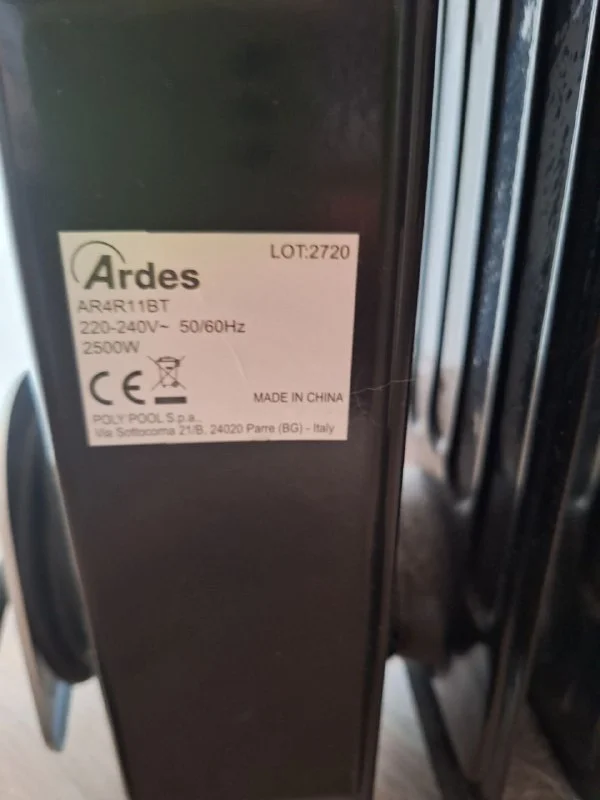 Ardes
LOT:2720
AR4R11BT
220-240V~ 50/60Hz
2500W
CE
MADE IN CHINA
POLY POOL S.p.a.
Via Sottocorna 21/B, 24020 Parre (BG) - Italy